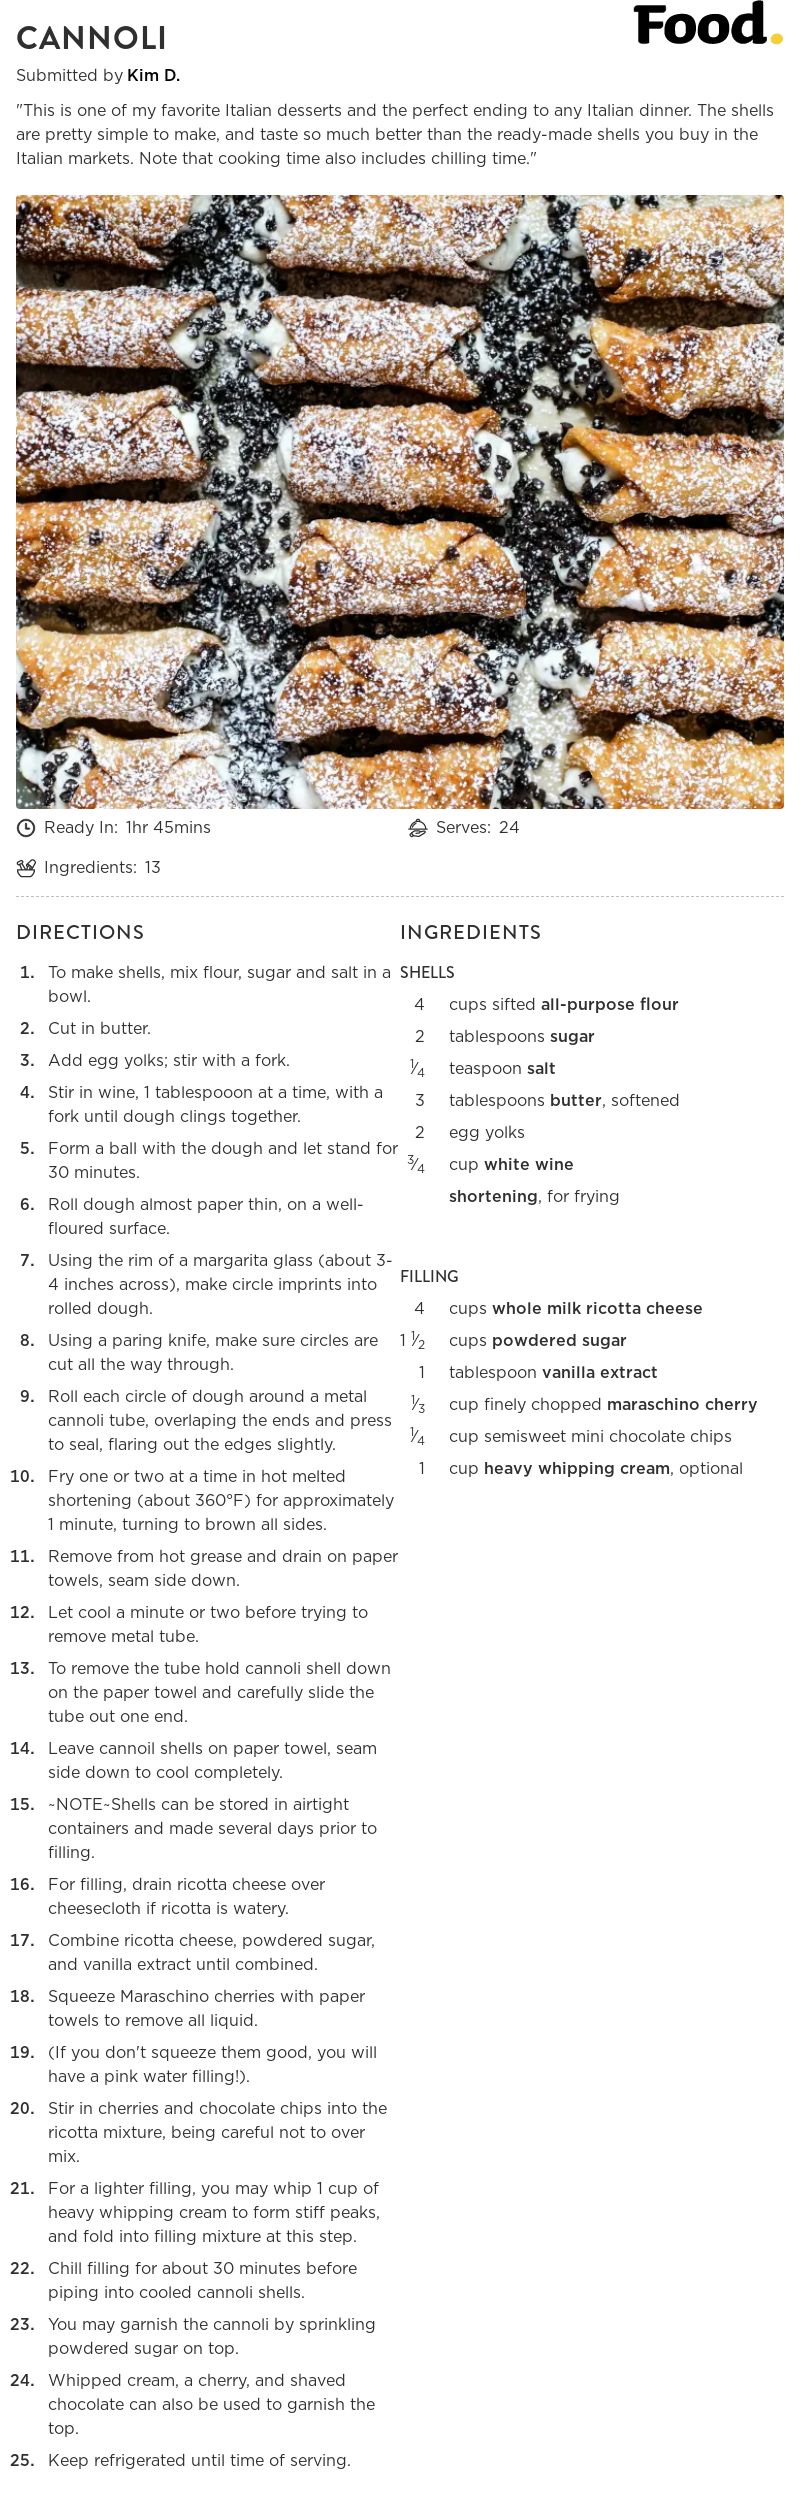 Food.
CANNOLI
Submitted by Kim D.
"This is one of my favorite Italian desserts and the perfect ending to any Italian dinner. The shells
are pretty simple to make, and taste so much better than the ready-made shells you buy in the
Italian markets. Note that cooking time also includes chilling time."
Ready In: 1hr 45mins
Serves: 24
Ingredients: 13
DIRECTIONS
1. To make shells, mix flour, sugar and salt in a
bowl.
2. Cut in butter.
3. Add egg yolks; stir with a fork.
4. Stir in wine, 1 tablespooon at a time, with a
fork until dough clings together.
5. Form a ball with the dough and let stand for
30 minutes.
6. Roll dough almost paper thin, on a well-
floured surface.
7. Using the rim of a margarita glass (about 3-
4 inches across), make circle imprints into
rolled dough.
8. Using a paring knife, make sure circles are
cut all the way through.
9. Roll each circle of dough around a metal
cannoli tube, overlaping the ends and press
to seal, flaring out the edges slightly.
10. Fry one or two at a time in hot melted
shortening (about 360°F) for approximately
1 minute, turning to brown all sides.
11. Remove from hot grease and drain on paper
towels, seam side down.
12. Let cool a minute or two before trying to
remove metal tube.
13. To remove the tube hold cannoli shell down
on the paper towel and carefully slide the
tube out one end.
14. Leave cannoil shells on paper towel, seam
side down to cool completely.
15. ~NOTE~Shells can be stored in airtight
containers and made several days prior to
filling.
16. For filling, drain ricotta cheese over
cheesecloth if ricotta is watery.
17. Combine ricotta cheese, powdered sugar,
and vanilla extract until combined.
18. Squeeze Maraschino cherries with paper
towels to remove all liquid.
19. (If you don't squeeze them good, you will
have a pink water filling!).
20. Stir in cherries and chocolate chips into the
ricotta mixture, being careful not to over
mix.
21. For a lighter filling, you may whip 1 cup of
heavy whipping cream to form stiff peaks,
and fold into filling mixture at this step.
22. Chill filling for about 30 minutes before
piping into cooled cannoli shells.
23. You may garnish the cannoli by sprinkling
powdered sugar on top.
24. Whipped cream, a cherry, and shaved
chocolate can also be used to garnish the
top.
25. Keep refrigerated until time of serving.
INGREDIENTS
SHELLS
4 cups sifted all-purpose flour
2 tablespoons sugar
1⁄4 teaspoon salt
3 tablespoons butter, softened
2 egg yolks
3⁄4 cup white wine
shortening, for frying
FILLING
4 cups whole milk ricotta cheese
1 1⁄2 cups powdered sugar
1 tablespoon vanilla extract
1⁄3 cup finely chopped maraschino cherry
1⁄4 cup semisweet mini chocolate chips
1 cup heavy whipping cream, optional